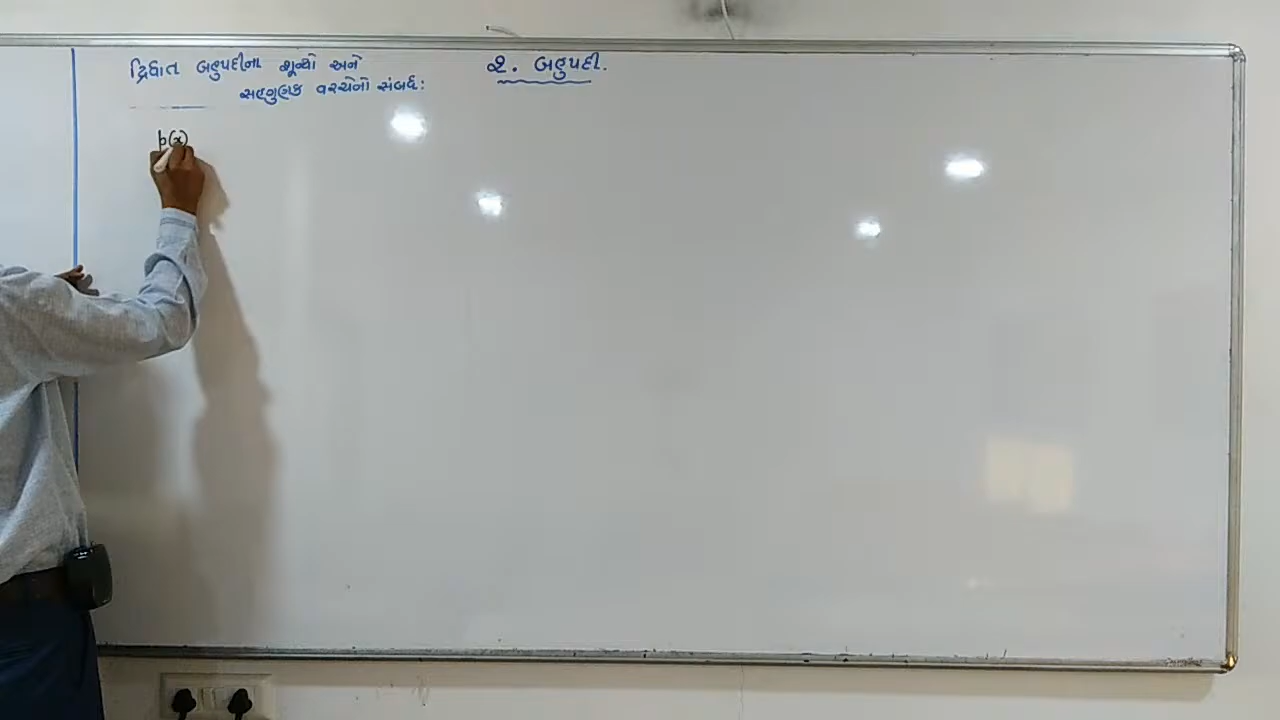 ૨. બહુપદી.
દ્વિઘાત બહુપદીના શૂન્યો અને
સહગુણક વચ્ચેનો સંબંધ:
p(x)